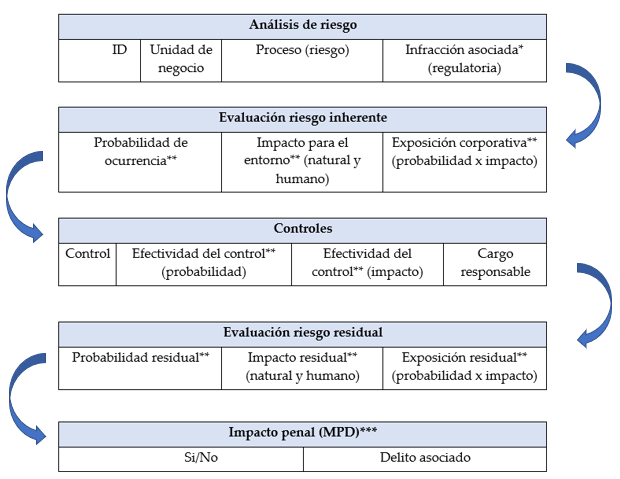 Análisis de riesgo
ID
Unidad de
negocio
Proceso (riesgo)
Infracción asociada*
(regulatoria)
Evaluación riesgo inherente
Probabilidad de
ocurrencia**
Impacto para el
entorno** (natural y
humano)
Exposición corporativa**
(probabilidad x impacto)
Controles
Control
Efectividad del control**
(probabilidad)
Efectividad del
control** (impacto)
Cargo
responsable
Evaluación riesgo residual
Probabilidad residual**
Impacto residual**
(natural y humano)
Exposición residual**
(probabilidad x impacto)
Impacto penal (MPD)***
Si/No
Delito asociado